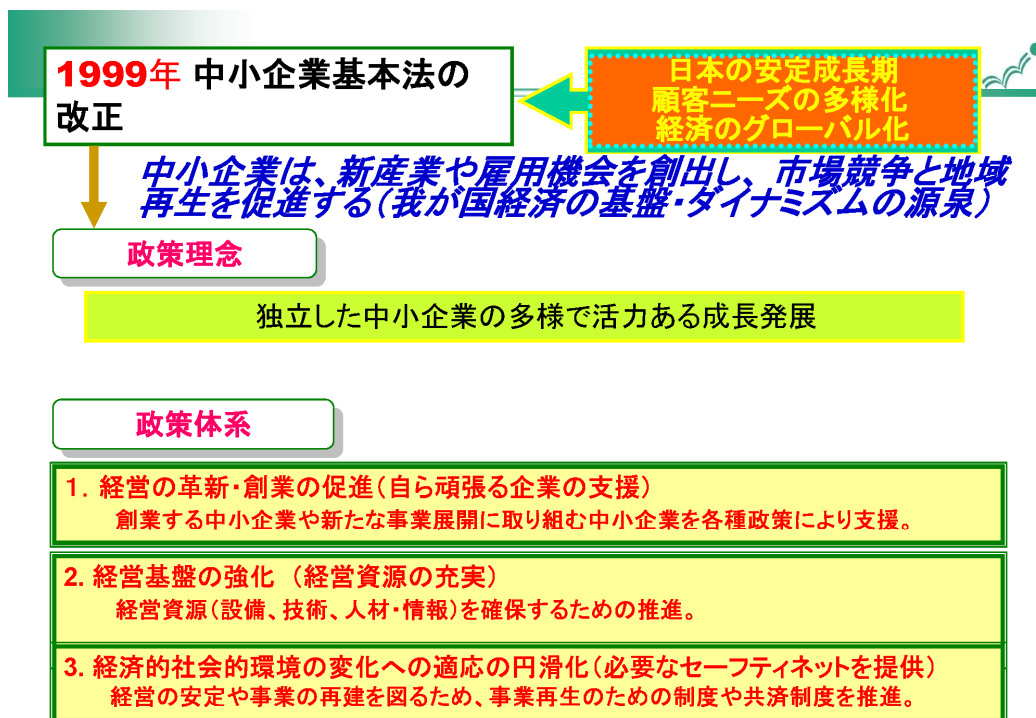 1999年 中小企業基本法の
改正
日本の安定成長期
顧客ニーズの多様化
経済のグローバル化
中小企業は、新産業や雇用機会を創出し、市場競争と地域
再生を促進する(我が国経済の基盤・ダイナミズムの源泉)
政策理念
独立した中小企業の多様で活力ある成長発展
政策体系
1. 経営の革新・創業の促進(自ら頑張る企業の支援)
創業する中小企業や新たな事業展開に取り組む中小企業を各種政策により支援。
2. 経営基盤の強化 (経営資源の充実)
経営資源(設備、技術、人材・情報)を確保するための推進。
3. 経済的社会的環境の変化への適応の円滑化(必要なセーフティネットを提供)
経営の安定や事業の再建を図るため、事業再生のための制度や共済制度を推進。